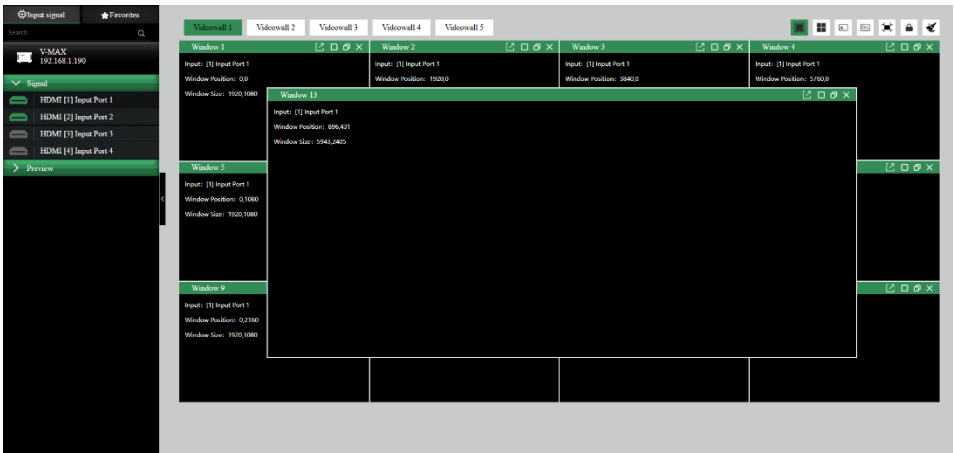 Input signal
Favorites
Search
V-MAX
192.168.1.190
Signal
HDMI [1] Input Port 1
HDMI [2] Input Port 2
HDMI [3] Input Port 3
HDMI [4] Input Port 4
Preview
Videowall 1
Videowall 2
Videowall 3
Videowall 4
Videowall 5
Window 1
Input: [1] Input Port 1
Window Position: 0,0
Window Size: 1920,1080
Window 2
Input: [1] Input Port 1
Window Position: 1920,0
Window 3
Input: [1] Input Port 1
Window Position: 3840,0
Window 4
Input: [1] Input Port 1
Window Position: 5760,0
Window 13
Input: [1] Input Port 1
Window Position: 896,431
Window Size: 5943,2405
Window 5
Input: [1] Input Port 1
Window Position: 0,1080
Window Size: 1920,1080
Window 9
Input: [1] Input Port 1
Window Position: 0,2160
Window Size: 1920,1080